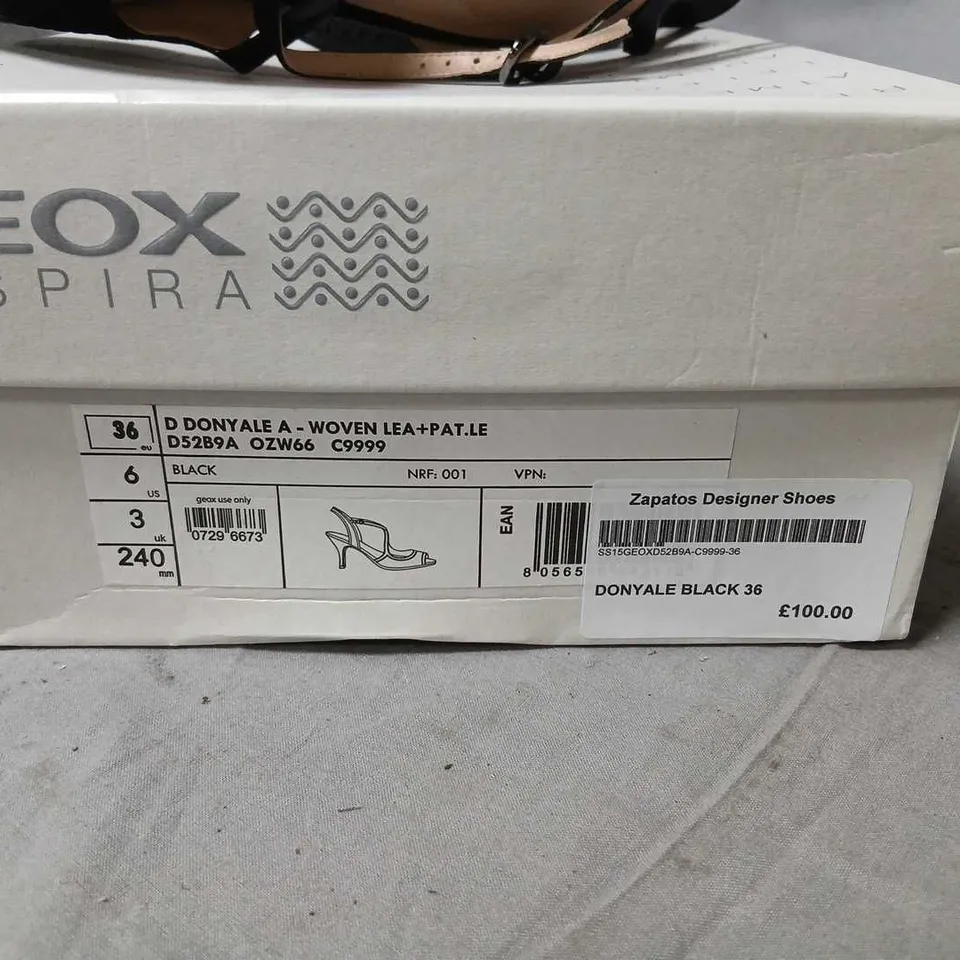 EOX
SPIRA
36 eu
D DONYALE A - WOVEN LEA+PAT.LE
D52B9A OZW66 C9999
6 US
BLACK NRF: 001 VPN:
3 uk
240 mm
geox use only
0729 6673
EAN
8 0565
Zapatos Designer Shoes
SS15GEOXD52B9A-C9999-36
DONYALE BLACK 36
£100.00